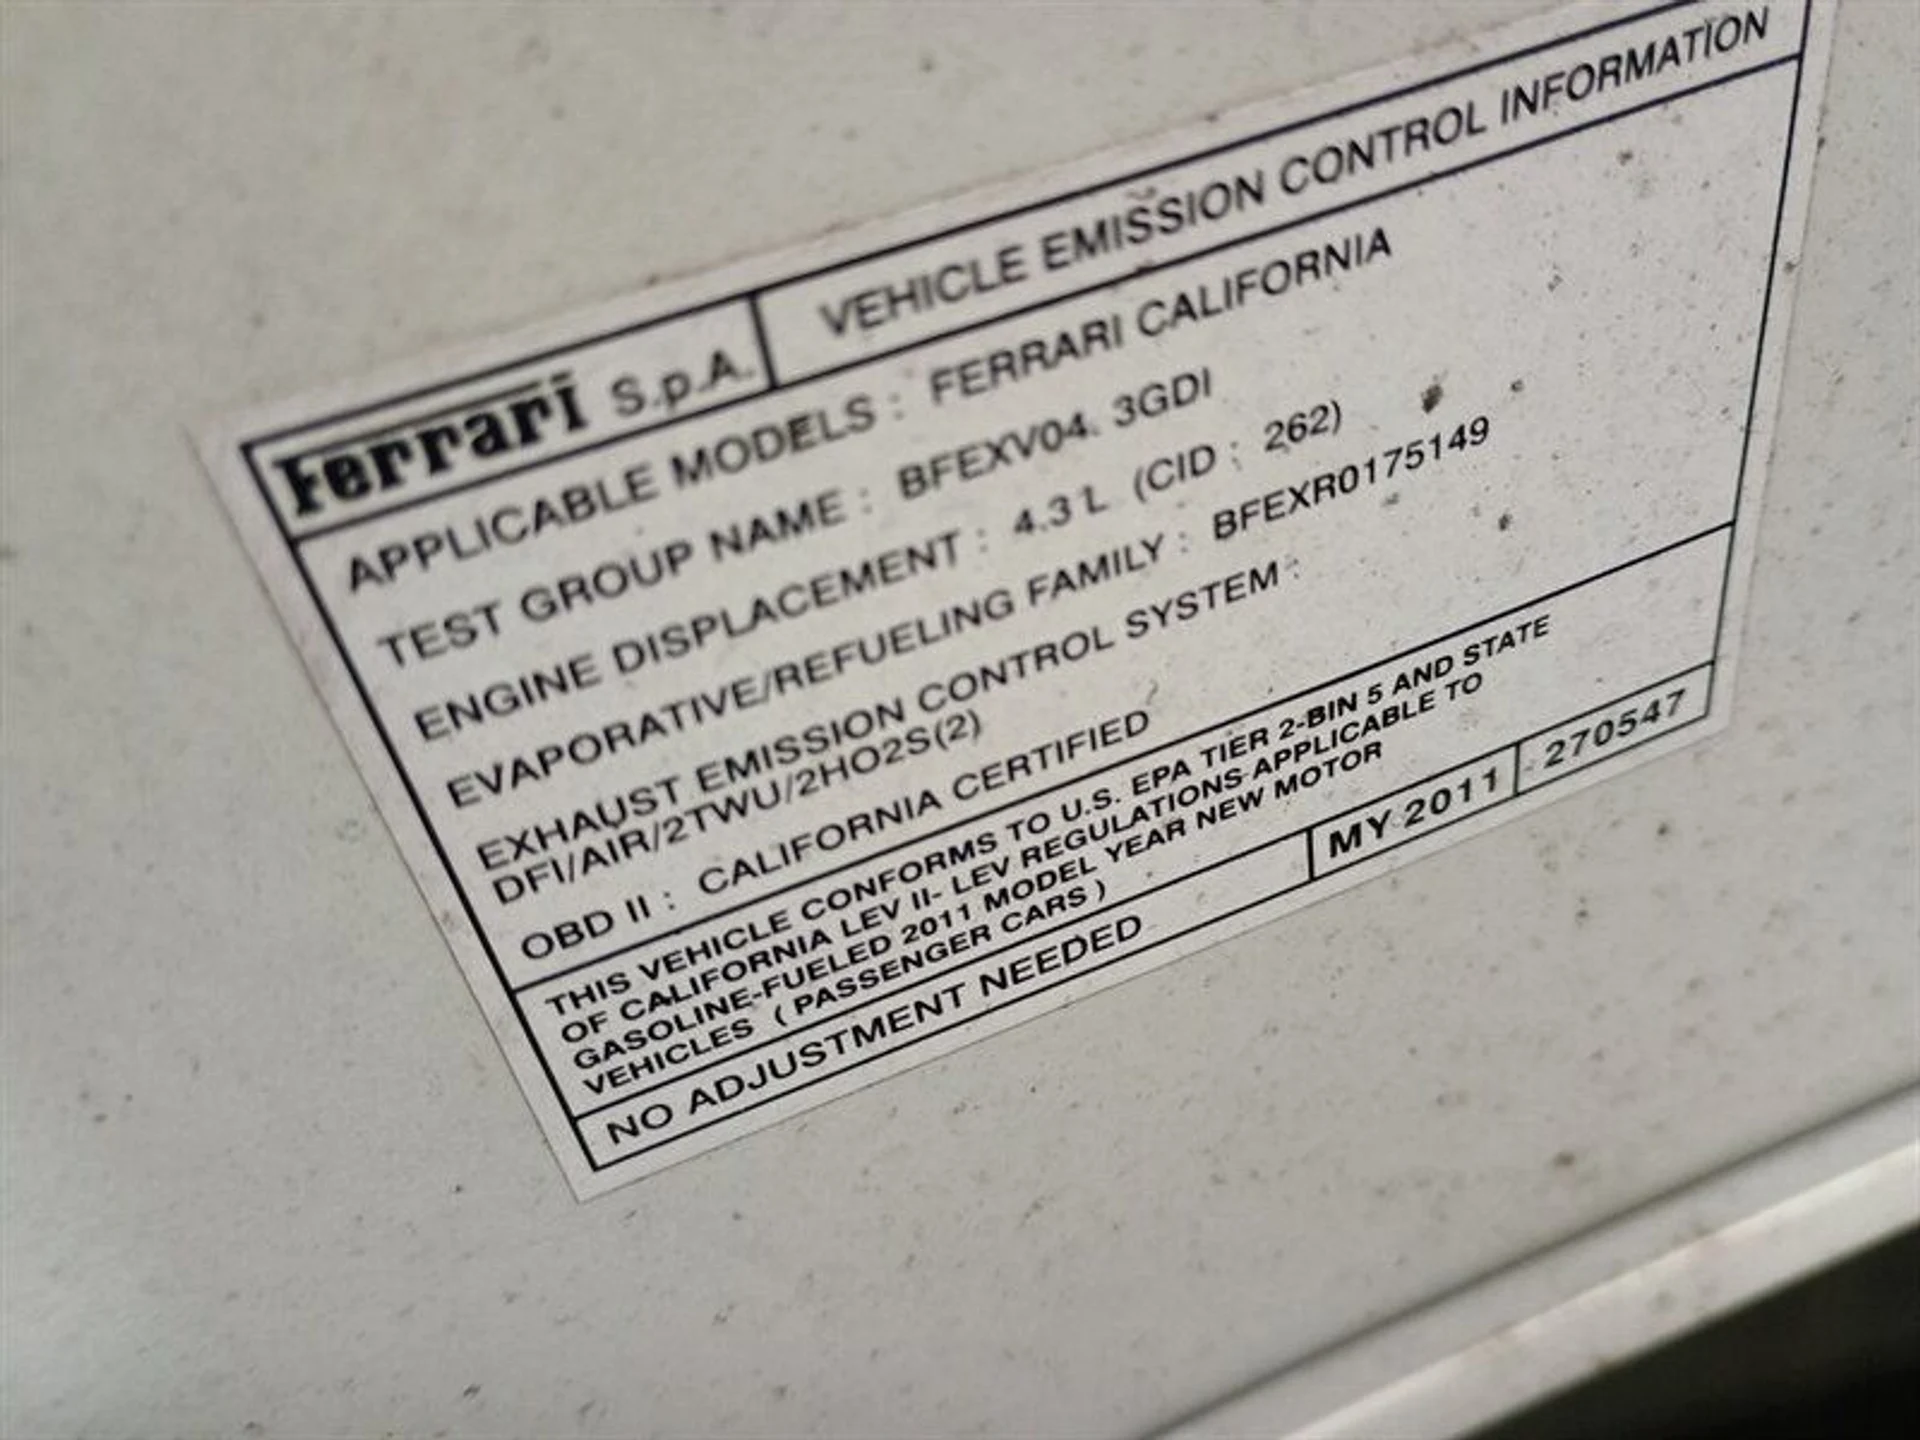 Ferrari S.p.A. VEHICLE EMISSION CONTROL INFORMATION
APPLICABLE MODELS : FERRARI CALIFORNIA
TEST GROUP NAME : BFEXV04. 3GDI
ENGINE DISPLACEMENT : 4.3 L (CID : 262)
EVAPORATIVE/REFUELING FAMILY : BFEXR0175149
EXHAUST EMISSION CONTROL SYSTEM :
DFI/AIR/2TWU/2HO2S(2)
OBD II : CALIFORNIA CERTIFIED
THIS VEHICLE CONFORMS TO U.S. EPA TIER 2-BIN 5 AND STATE
OF CALIFORNIA LEV II- LEV REGULATIONS APPLICABLE TO
GASOLINE-FUELED 2011 MODEL YEAR NEW MOTOR
VEHICLES ( PASSENGER CARS )
NO ADJUSTMENT NEEDED MY 2011 270547